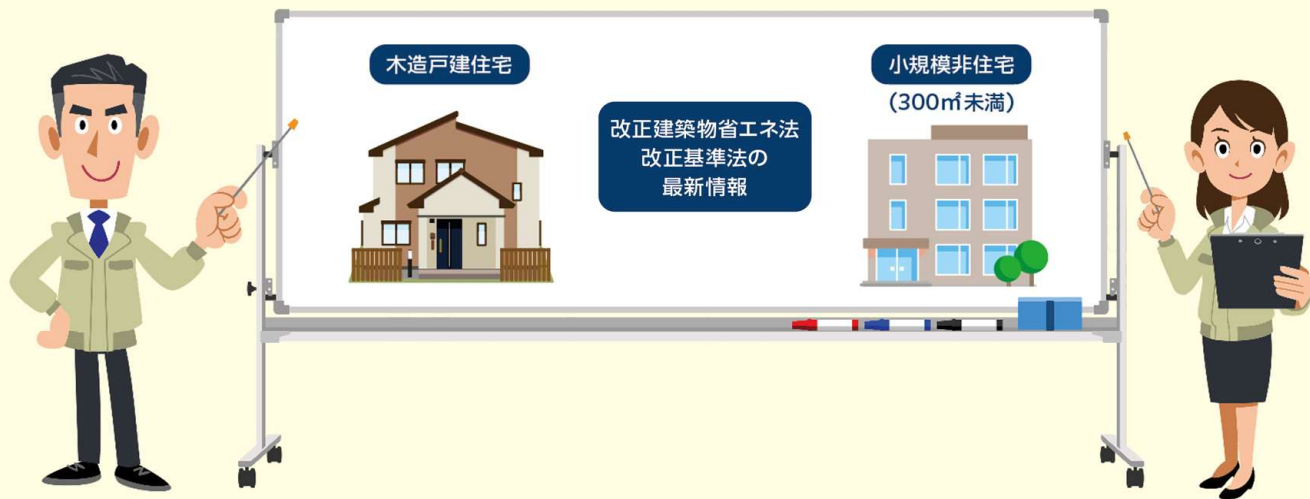 木造戸建住宅
小規模非住宅
(300㎡未満)
改正建築物省エネ法
改正基準法の
最新情報